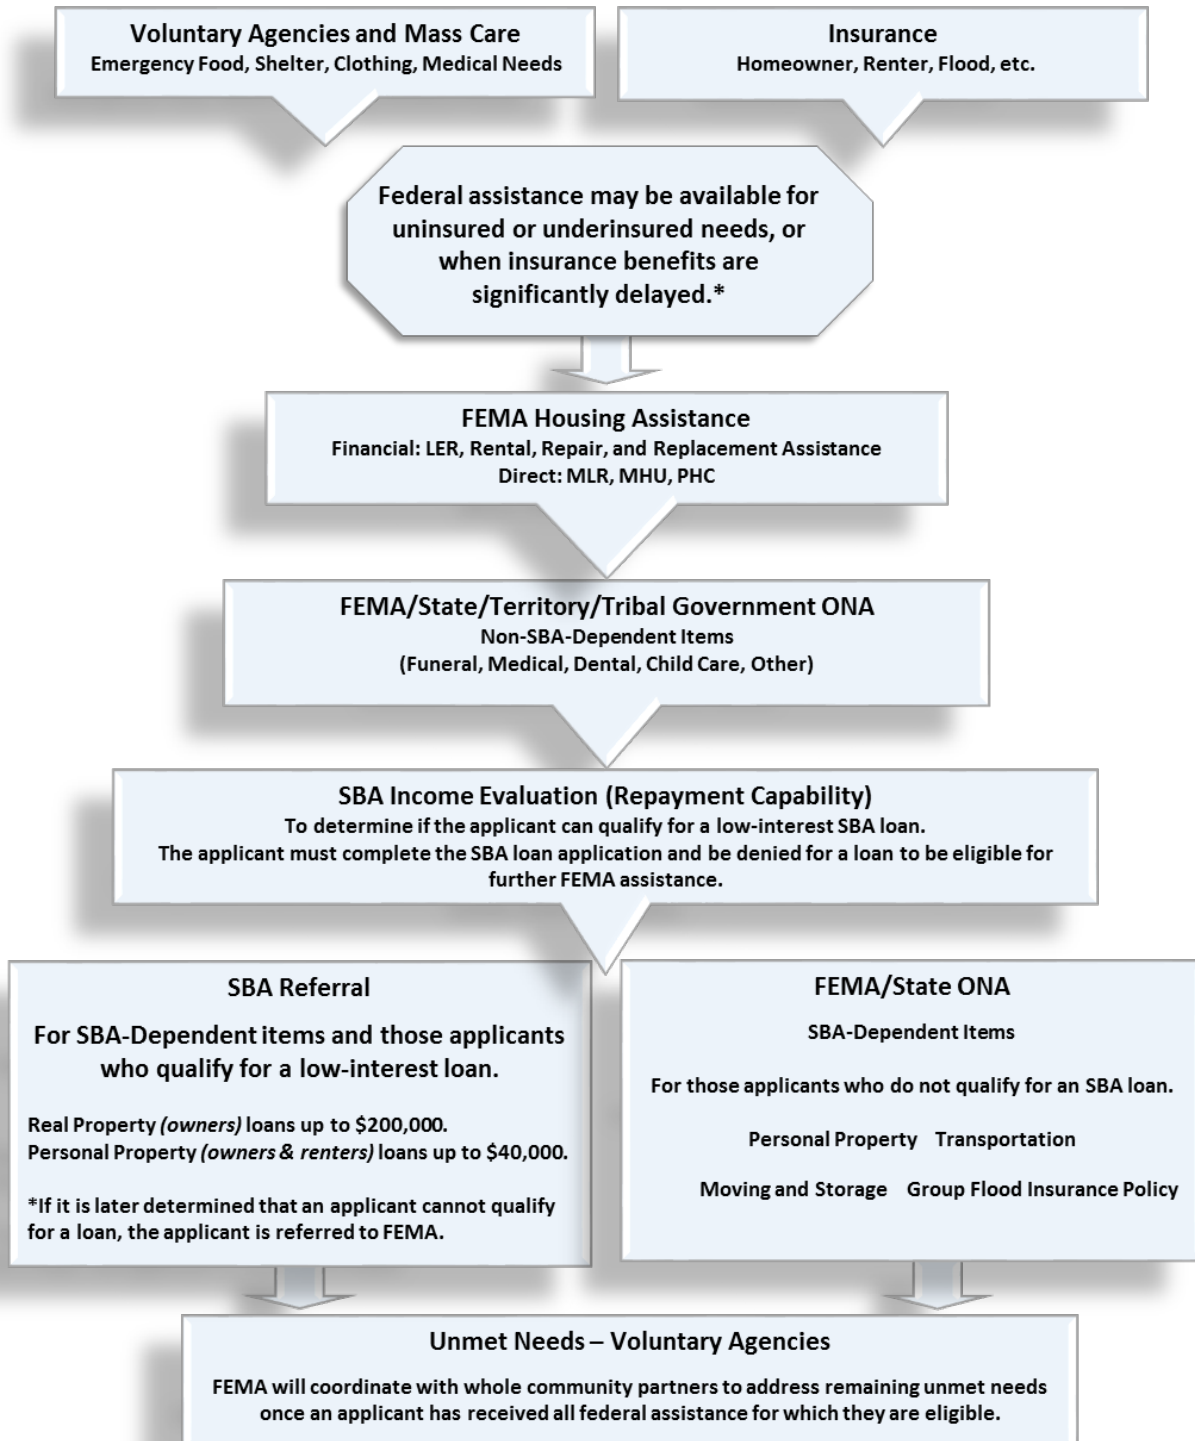 Voluntary Agencies and Mass Care
Emergency Food, Shelter, Clothing, Medical Needs
Insurance
Homeowner, Renter, Flood, etc.
Federal assistance may be available for
uninsured or underinsured needs, or
when insurance benefits are
significantly delayed.*
FEMA Housing Assistance
Financial: LER, Rental, Repair, and Replacement Assistance
Direct: MLR, MHU, PHC
FEMA/State/Territory/Tribal Government ONA
Non-SBA-Dependent Items
(Funeral, Medical, Dental, Child Care, Other)
SBA Income Evaluation (Repayment Capability)
To determine if the applicant can qualify for a low-interest SBA loan.
The applicant must complete the SBA loan application and be denied for a loan to be eligible for
further FEMA assistance.
SBA Referral
For SBA-Dependent items and those applicants
who qualify for a low-interest loan.
Real Property (owners) loans up to $200,000.
Personal Property (owners & renters) loans up to $40,000.
*If it is later determined that an applicant cannot qualify
for a loan, the applicant is referred to FEMA.
FEMA/State ONA
SBA-Dependent Items
For those applicants who do not qualify for an SBA loan.
Personal Property Transportation
Moving and Storage Group Flood Insurance Policy
Unmet Needs – Voluntary Agencies
FEMA will coordinate with whole community partners to address remaining unmet needs
once an applicant has received all federal assistance for which they are eligible.